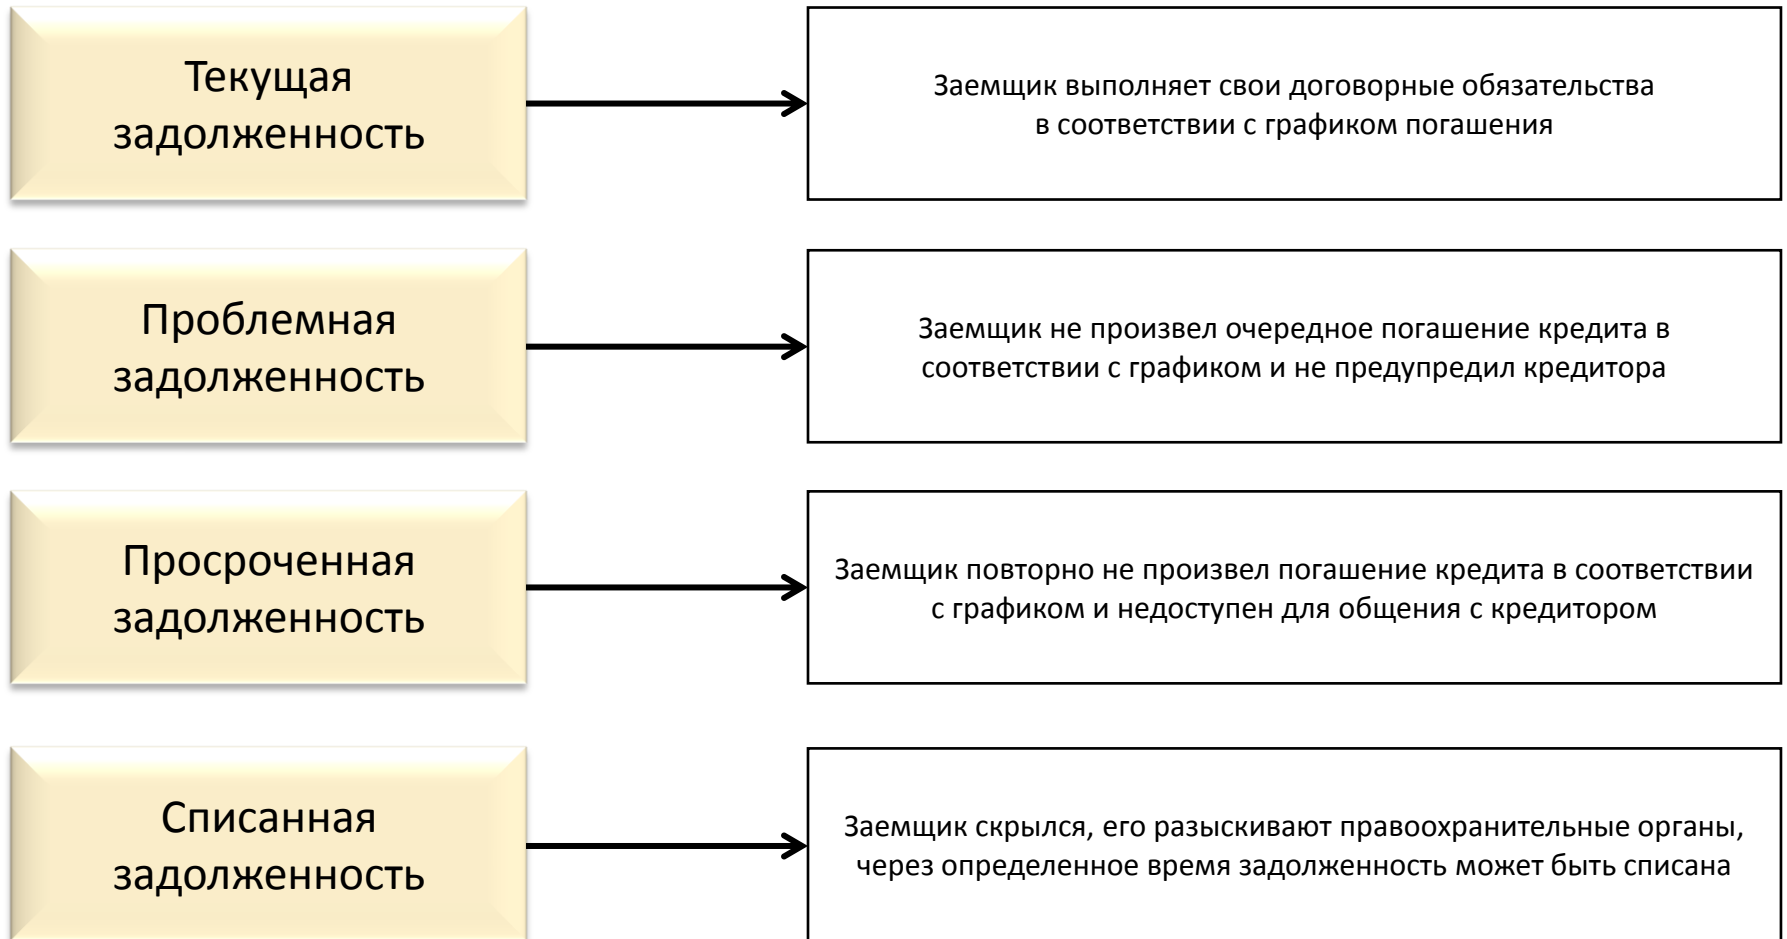 Текущая
задолженность
Заемщик выполняет свои договорные обязательства
в соответствии с графиком погашения
Проблемная
задолженность
Заемщик не произвел очередное погашение кредита в
соответствии с графиком и не предупредил кредитора
Просроченная
задолженность
Заемщик повторно не произвел погашение кредита в соответствии
с графиком и недоступен для общения с кредитором
Списанная
задолженность
Заемщик скрылся, его разыскивают правоохранительные органы,
через определенное время задолженность может быть списана